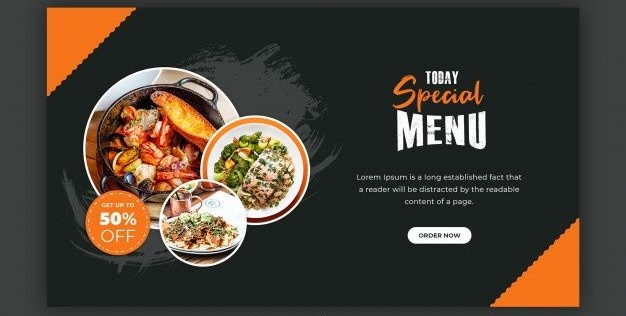 TODAY
Special
MENU
Lorem Ipsum is a long established fact that
a reader will be distracted by the readable
content of a page.
ORDER NOW
GET UP TO
50%
OFF